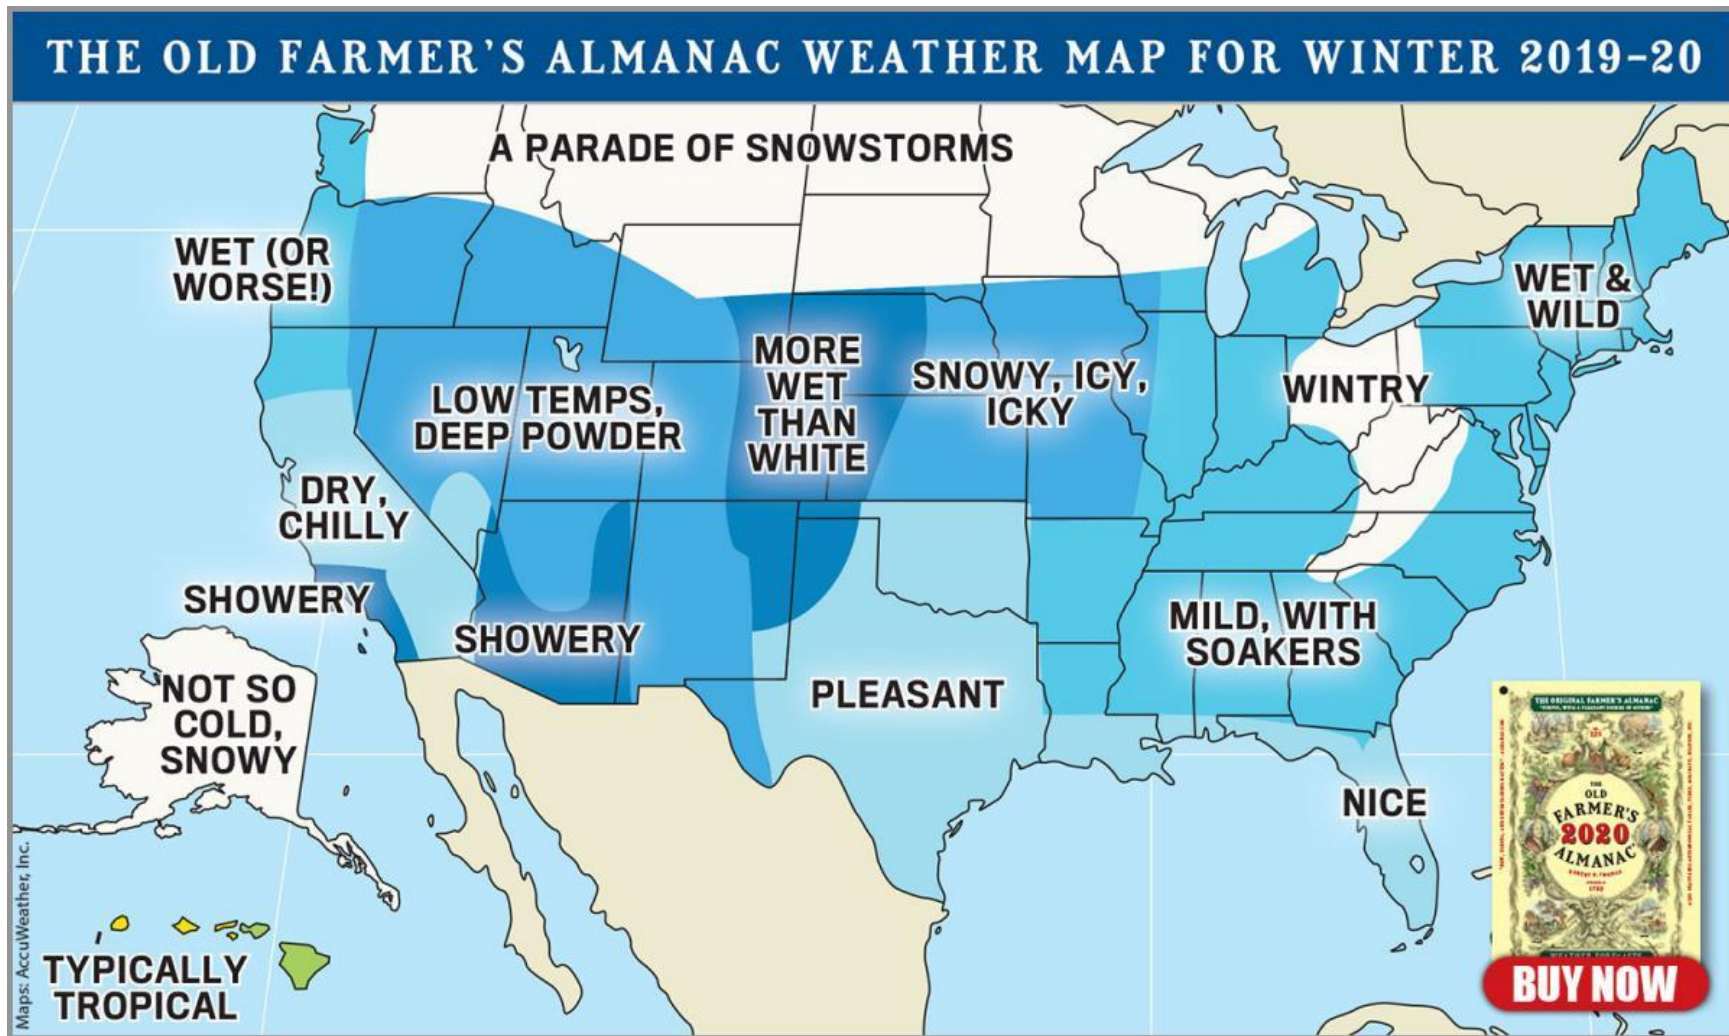 THE OLD FARMER'S ALMANAC WEATHER MAP FOR WINTER 2019-20
A PARADE OF SNOWSTORMS
WET (OR
WORSE!)
WET &
WILD
MORE
WET
THAN
WHITE
SNOWY, ICY,
ICKY
WINTRY
LOW TEMPS,
DEEP POWDER
DRY,
CHILLY
SHOWERY
SHOWERY
MILD, WITH
SOAKERS
PLEASANT
NOT SO
COLD,
SNOWY
NICE
TYPICALLY
TROPICAL
Maps: AccuWeather, Inc.
THE ORIGINAL FARMER'S ALMANAC
THE
OLD
FARMER'S
2020
ALMANAC
WEATHER FORECASTS
BUY NOW